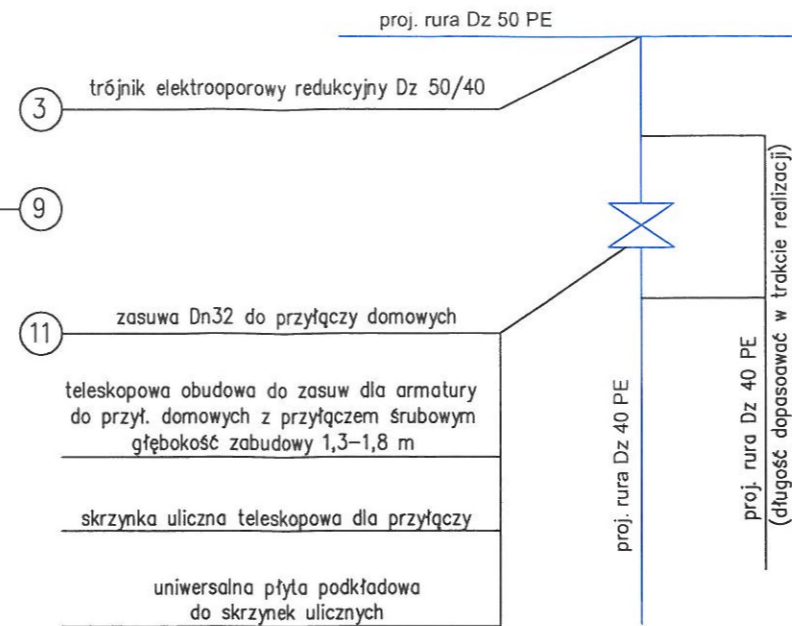 proj. rura Dz 50 PE
trójnik elektrooporowy redukcyjny Dz 50/40
3
9
11
zasuwa Dn32 do przyłączy domowych
teleskopowa obudowa do zasuw dla armatury
do przył. domowych z przyłączem śrubowym
głębokość zabudowy 1,3–1,8 m
skrzynka uliczna teleskopowa dla przyłączy
uniwersalna płyta podkładowa
do skrzynek ulicznych
proj. rura Dz 40 PE
proj. rura Dz 40 PE
(długość dopasoawać w trakcie realizacji)